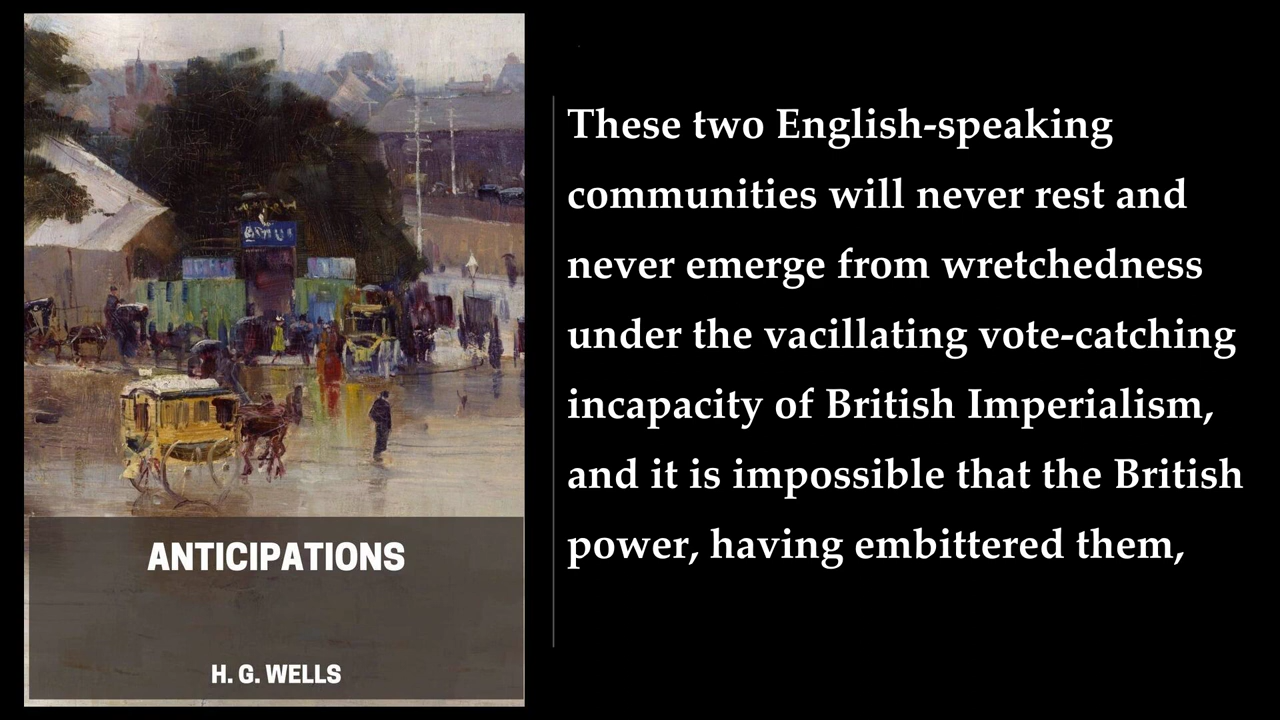 ANTICIPATIONS
H. G. WELLS
These two English-speaking
communities will never rest and
never emerge from wretchedness
under the vacillating vote-catching
incapacity of British Imperialism,
and it is impossible that the British
power, having embittered them,